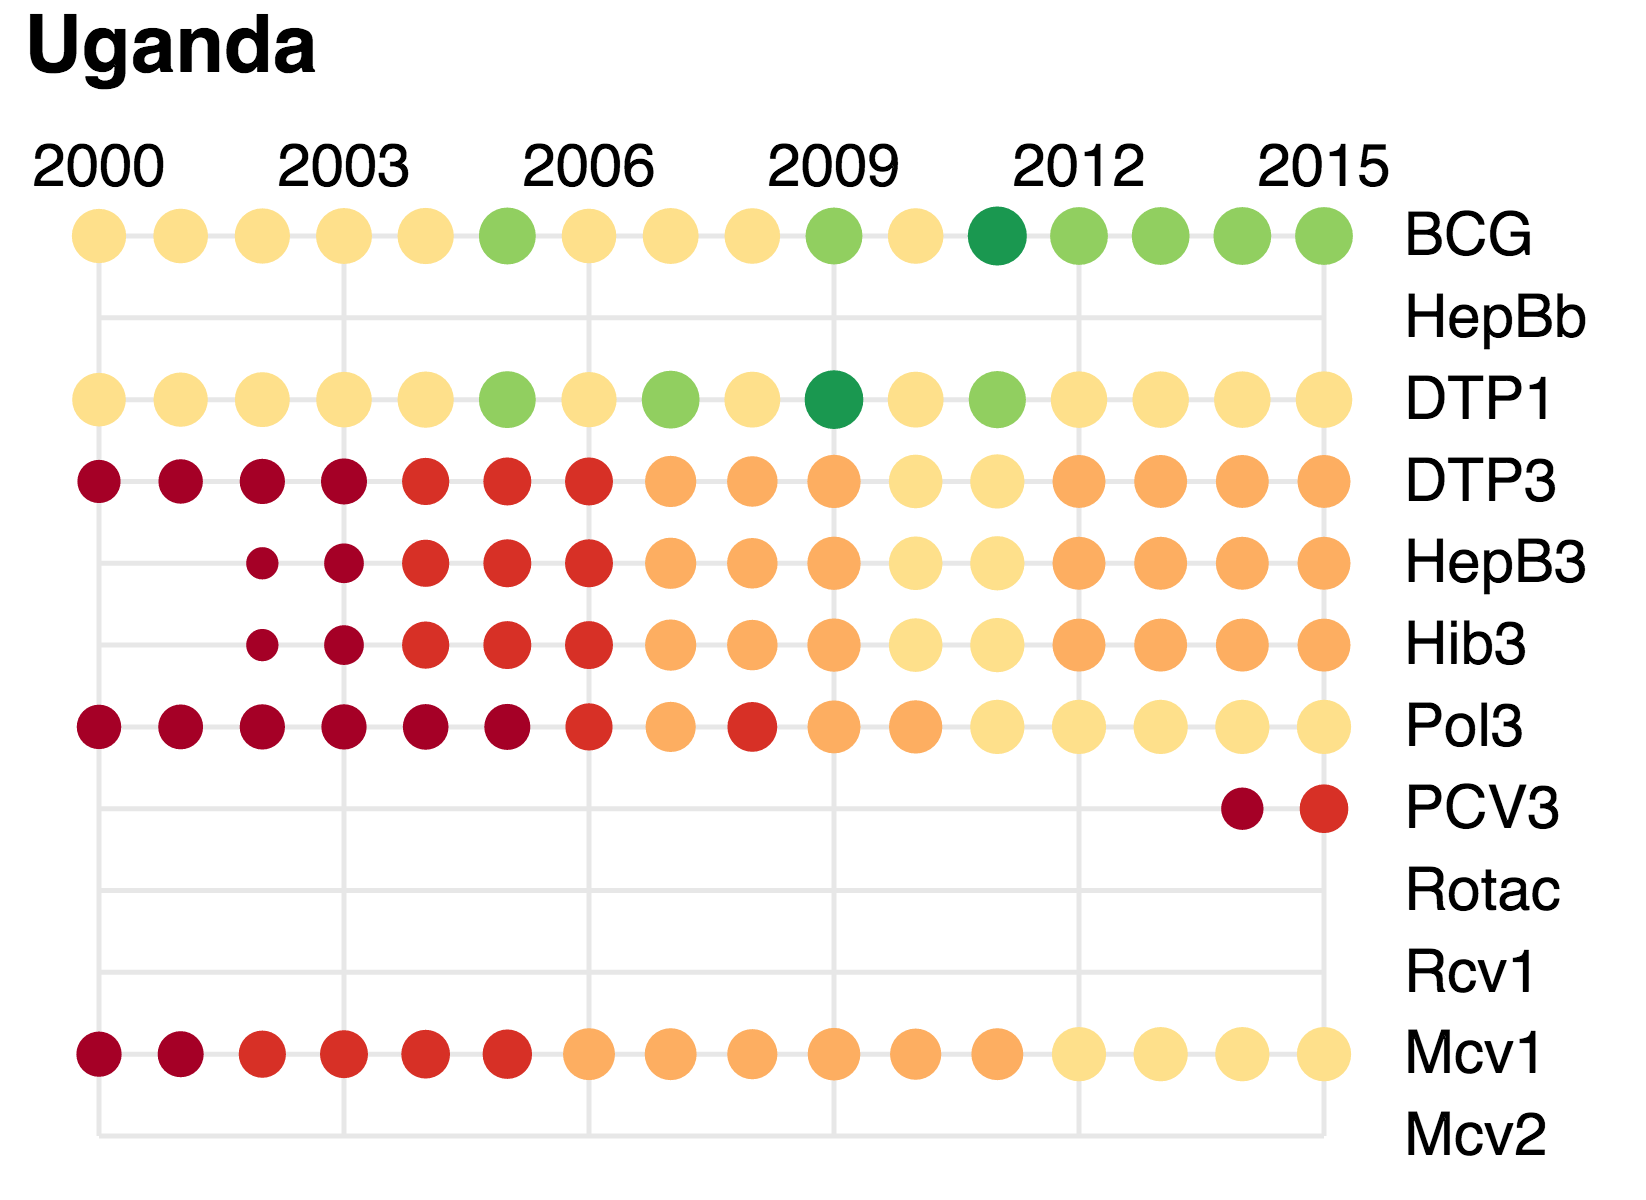 Uganda
2000 2003 2006 2009 2012 2015
BCG
HepBb
DTP1
DTP3
HepB3
Hib3
Pol3
PCV3
Rotac
Rcv1
Mcv1
Mcv2